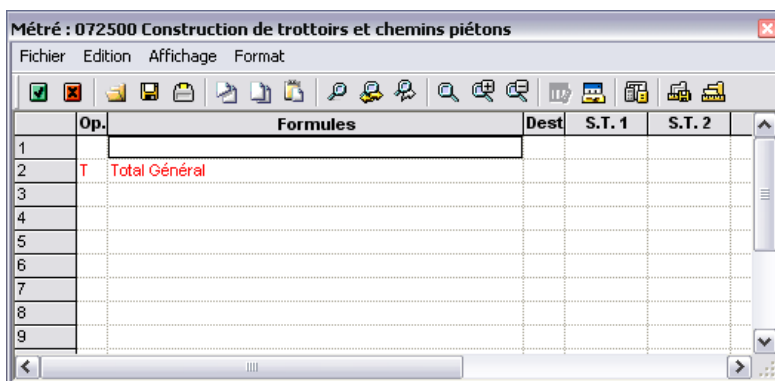 Métré : 072500 Construction de trottoirs et chemins piétons
Fichier Edition Affichage Format
Op. Formules Dest S.T. 1 S.T. 2
1
2 T Total Général
3
4
5
6
7
8
9